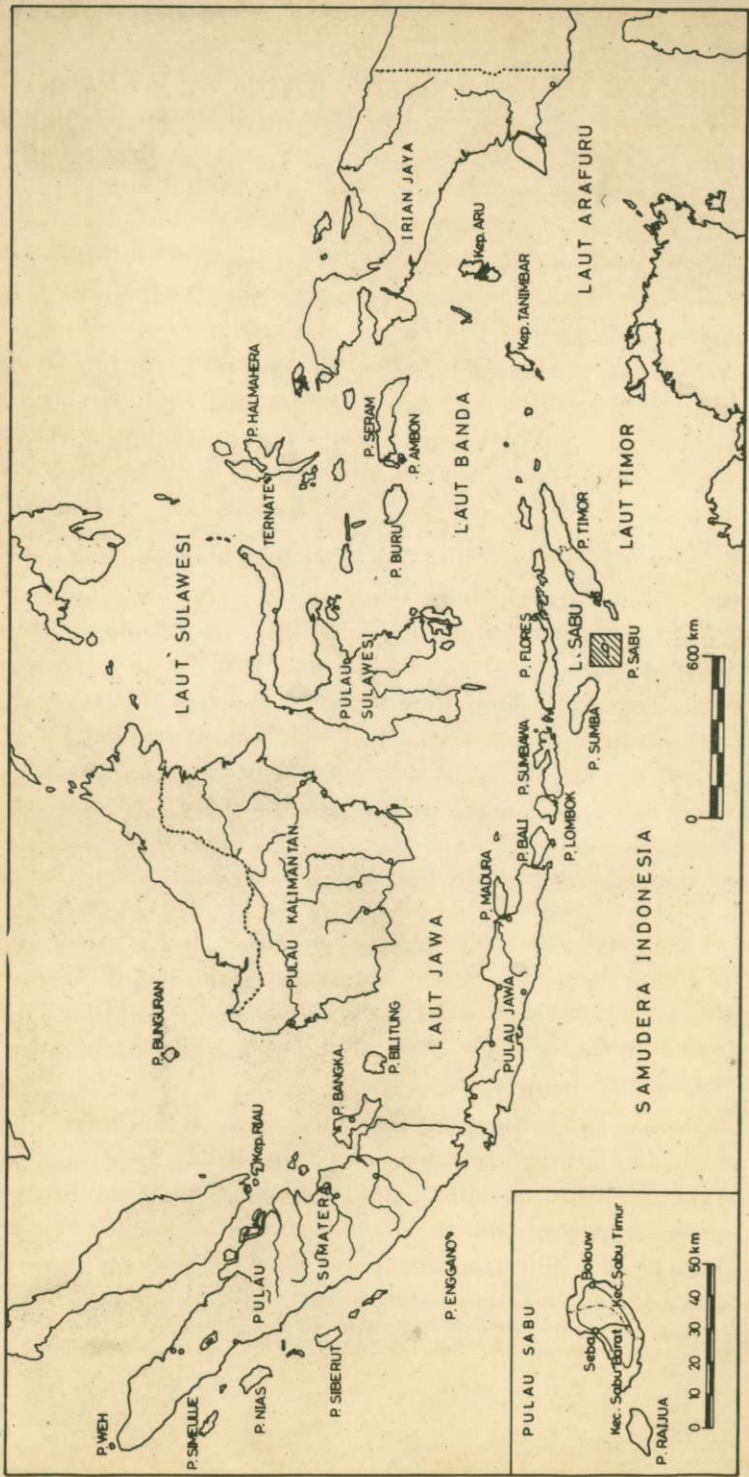 P. WEH
P. SIMEULUE
P. NIAS
P. SIBERUT
P. ENGGANO
PULAU
SUMATERA
Kep. RIAU
P. BANGKA.
P. BILITUNG
P. BUNGURAN
PULAU KALIMANTAN
LAUT JAWA
PULAU JAWA
P. MADURA
P. BALI
P. LOMBOK
P. SUMBAWA
P. SUMBA
P. FLORES
L. SABU
P. SABU
P. TIMOR
LAUT SULAWESI
PULAU
SULAWESI
TERNATE
P. HALMAHERA
P. BURU
P. SERAM
P. AMBON
LAUT BANDA
Kep. TANIMBAR
Kep. ARU
IRIAN JAYA
LAUT ARAFURU
LAUT TIMOR
SAMUDERA INDONESIA
0 600 km
PULAU SABU
Seba
Bolouw
Kec. Sabu Barat
Kec. Sabu Timur
P. RAIJUA
0 10 20 30 40 50 km